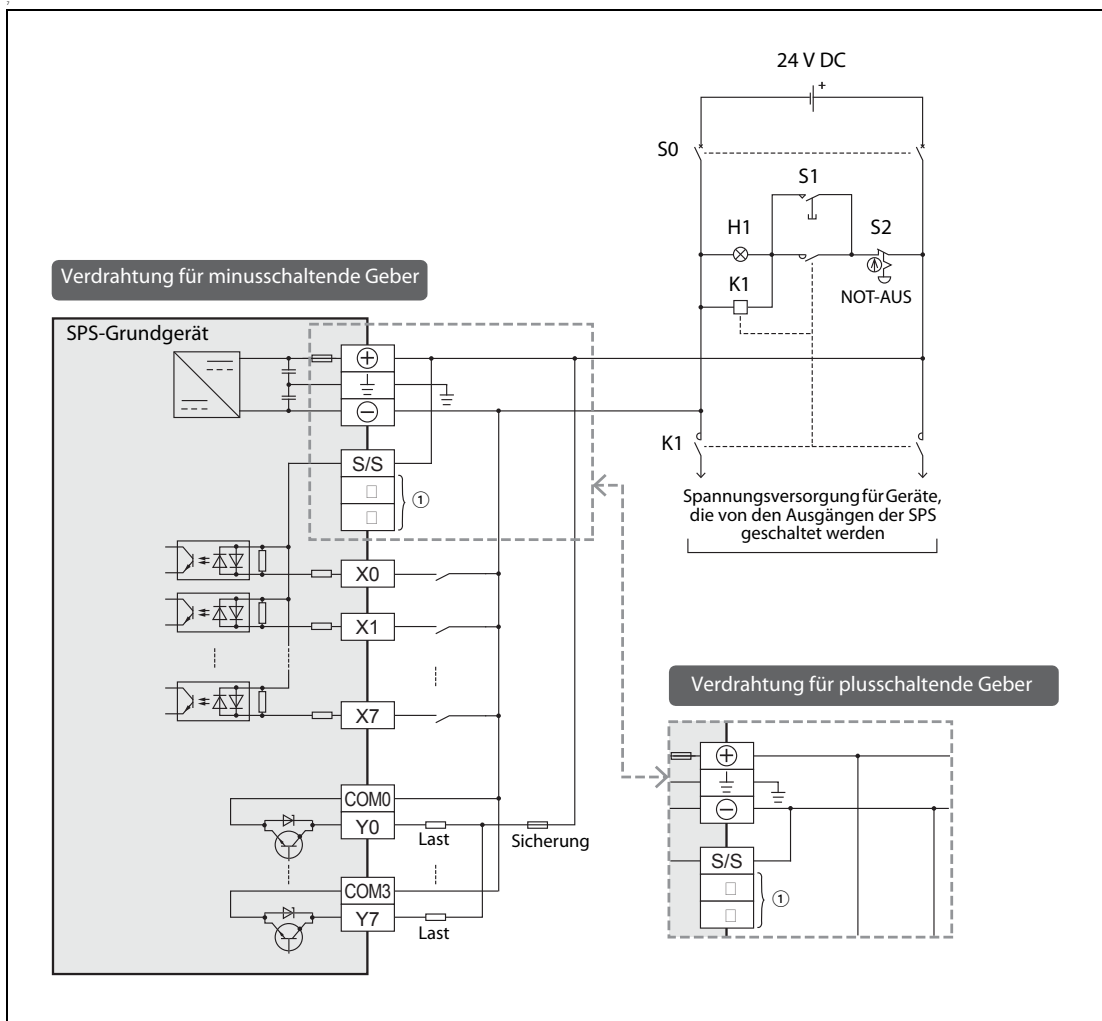 24 V DC
+
S0
S1
H1
S2
K1
NOT-AUS
Verdrahtung für minusschaltende Geber
SPS-Grundgerät
+
−
S/S
①
K1
Spannungsversorgung für Geräte,
die von den Ausgängen der SPS
geschaltet werden
X0
X1
X7
Verdrahtung für plusschaltende Geber
+
−
S/S
①
COM0
Y0
Last
Sicherung
COM3
Y7
Last